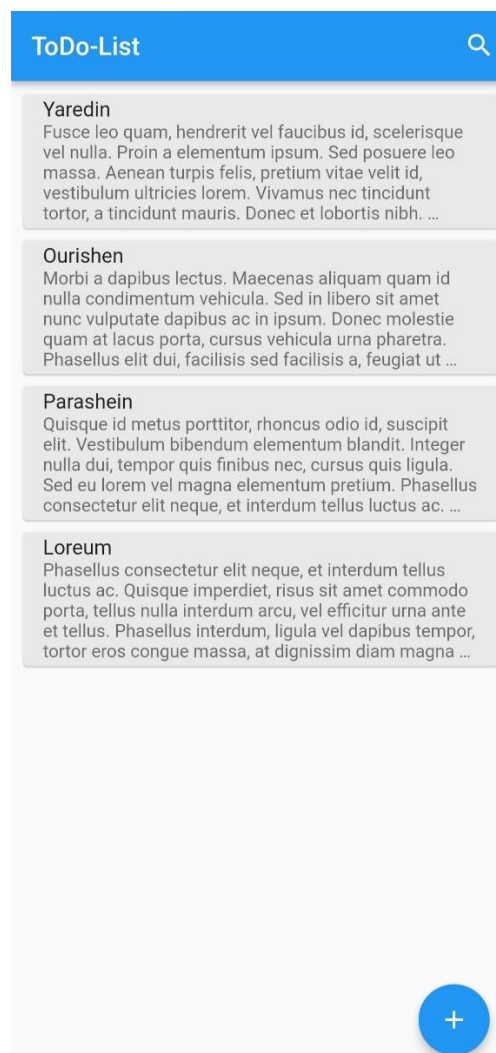 ToDo-List
Yaredin
Fusce leo quam, hendrerit vel faucibus id, scelerisque
vel nulla. Proin a elementum ipsum. Sed posuere leo
massa. Aenean turpis felis, pretium vitae velit id,
vestibulum ultricies lorem. Vivamus nec tincidunt
tortor, a tincidunt mauris. Donec et lobortis nibh. ...
Ourishen
Morbi a dapibus lectus. Maecenas aliquam quam id
nulla condimentum vehicula. Sed in libero sit amet
nunc vulputate dapibus ac in ipsum. Donec molestie
quam at lacus porta, cursus vehicula urna pharetra.
Phasellus elit dui, facilisis sed facilisis a, feugiat ut ...
Parashein
Quisque id metus porttitor, rhoncus odio id, suscipit
elit. Vestibulum bibendum elementum blandit. Integer
nulla dui, tempor quis finibus nec, cursus quis ligula.
Sed eu lorem vel magna elementum pretium. Phasellus
consectetur elit neque, et interdum tellus luctus ac. ...
Loreum
Phasellus consectetur elit neque, et interdum tellus
luctus ac. Quisque imperdiet, risus sit amet commodo
porta, tellus nulla interdum arcu, vel efficitur urna ante
et tellus. Phasellus interdum, ligula vel dapibus tempor,
tortor eros congue massa, at dignissim diam magna ...